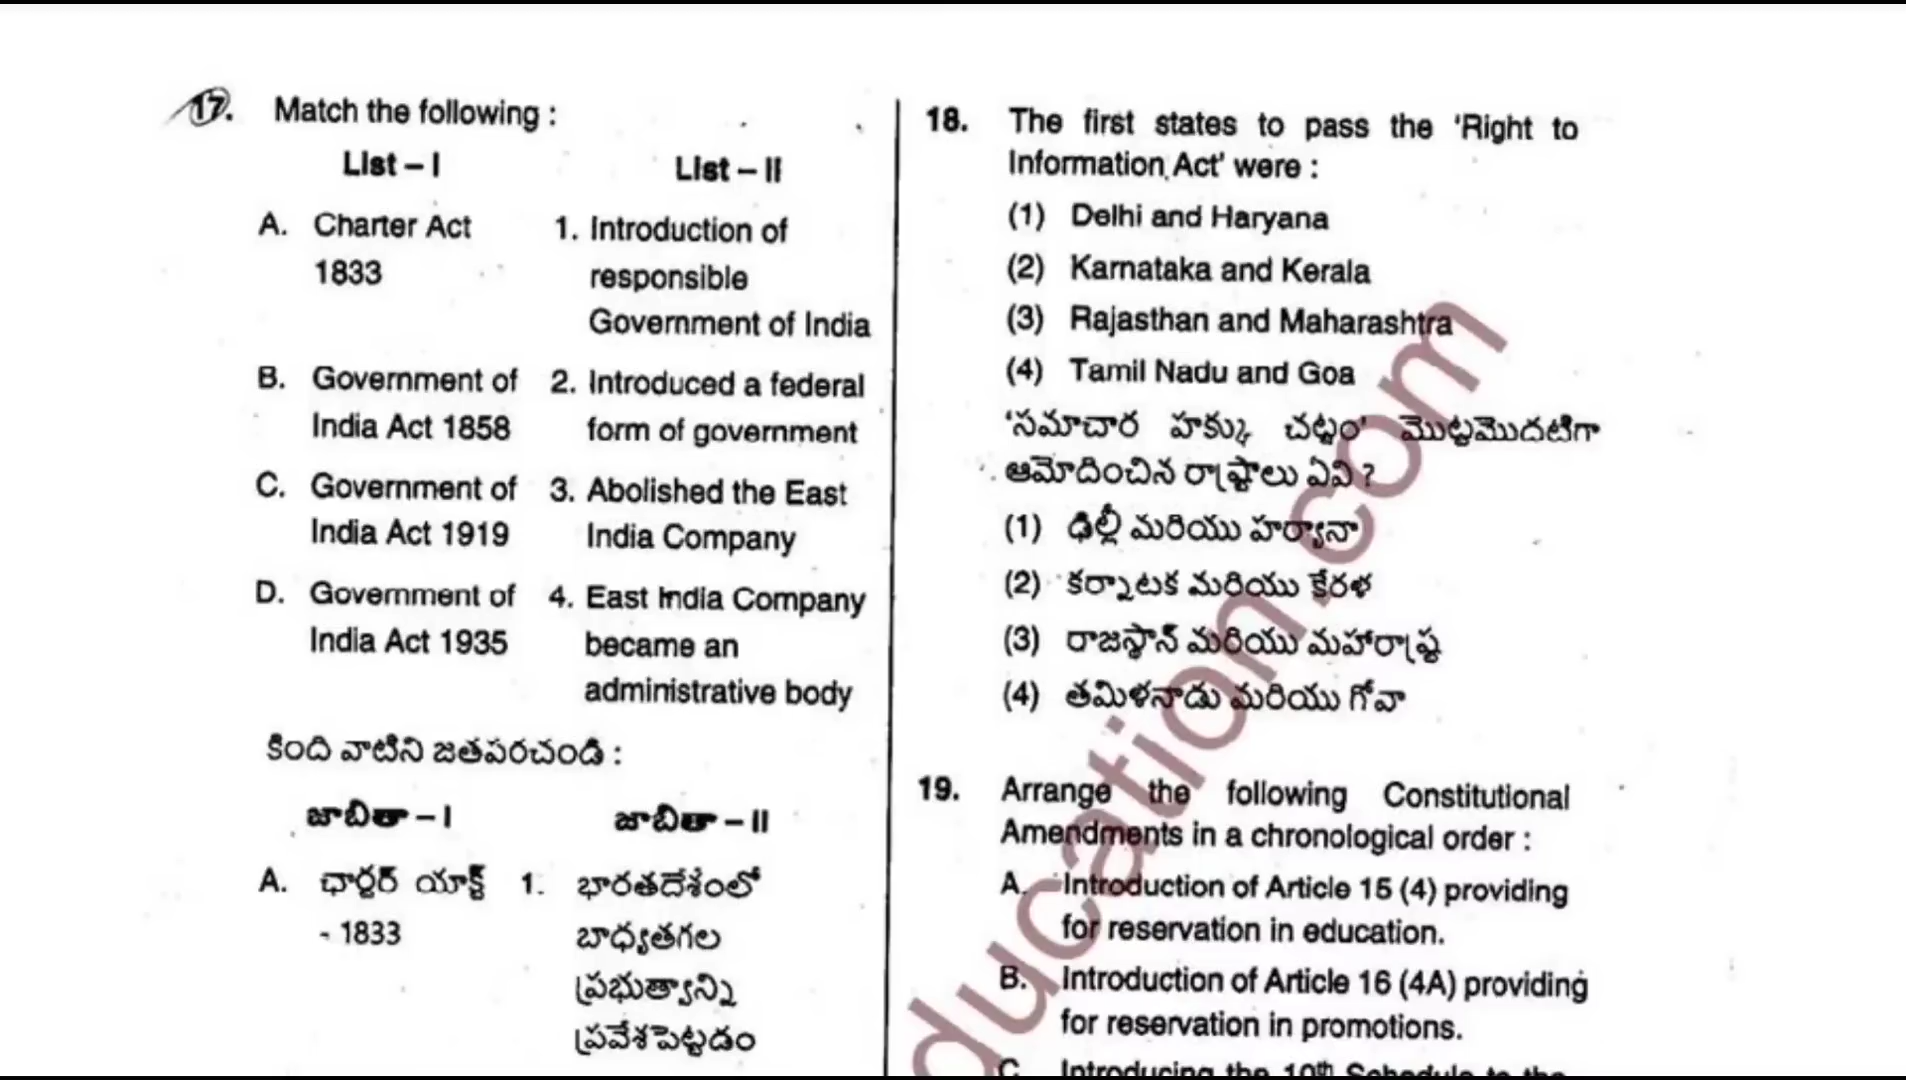 17. Match the following :
List – I
List – II
A. Charter Act
1833
1. Introduction of
responsible
Government of India
B. Government of
India Act 1858
2. Introduced a federal
form of government
C. Government of
India Act 1919
3. Abolished the East
India Company
D. Government of
India Act 1935
4. East India Company
became an
administrative body
కింది వాటిని జతపరచండి :
జాబితా – I
జాబితా – II
A. ఛార్టర్ యాక్ట్
- 1833
1. భారతదేశంలో
బాధ్యతగల
ప్రభుత్వాన్ని
ప్రవేశపెట్టడం
18. The first states to pass the ‘Right to
Information Act’ were :
(1) Delhi and Haryana
(2) Karnataka and Kerala
(3) Rajasthan and Maharashtra
(4) Tamil Nadu and Goa
‘సమాచార హక్కు చట్టం’ మొట్టమొదటిగా
ఆమోదించిన రాష్ట్రాలు ఏవి ?
(1) ఢిల్లీ మరియు హర్యానా
(2) కర్నాటక మరియు కేరళ
(3) రాజస్థాన్ మరియు మహారాష్ట్ర
(4) తమిళనాడు మరియు గోవా
19. Arrange the following Constitutional
Amendments in a chronological order :
A. Introduction of Article 15 (4) providing
for reservation in education.
B. Introduction of Article 16 (4A) providing
for reservation in promotions.
C. Introducing the 10th Schedule to the
ducation.com